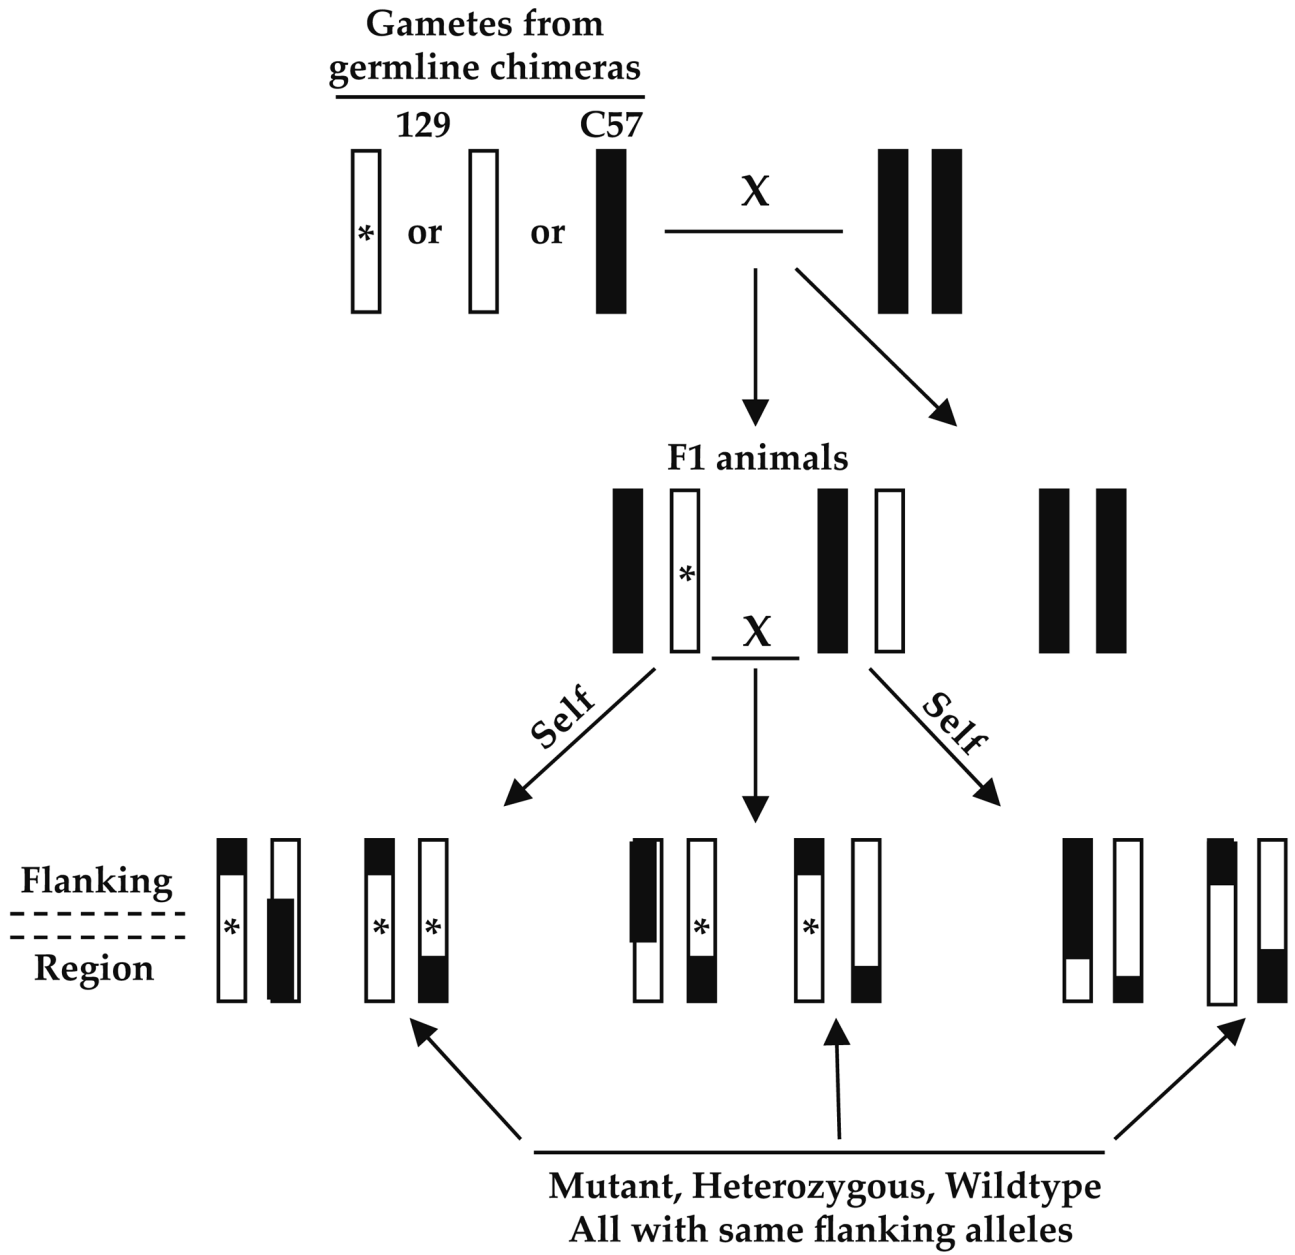 Gametes from
germline chimeras
129 C57
X
* or or
F1 animals
*
X
Self Self
Flanking
* * * * *
Region
Mutant, Heterozygous, Wildtype
All with same flanking alleles